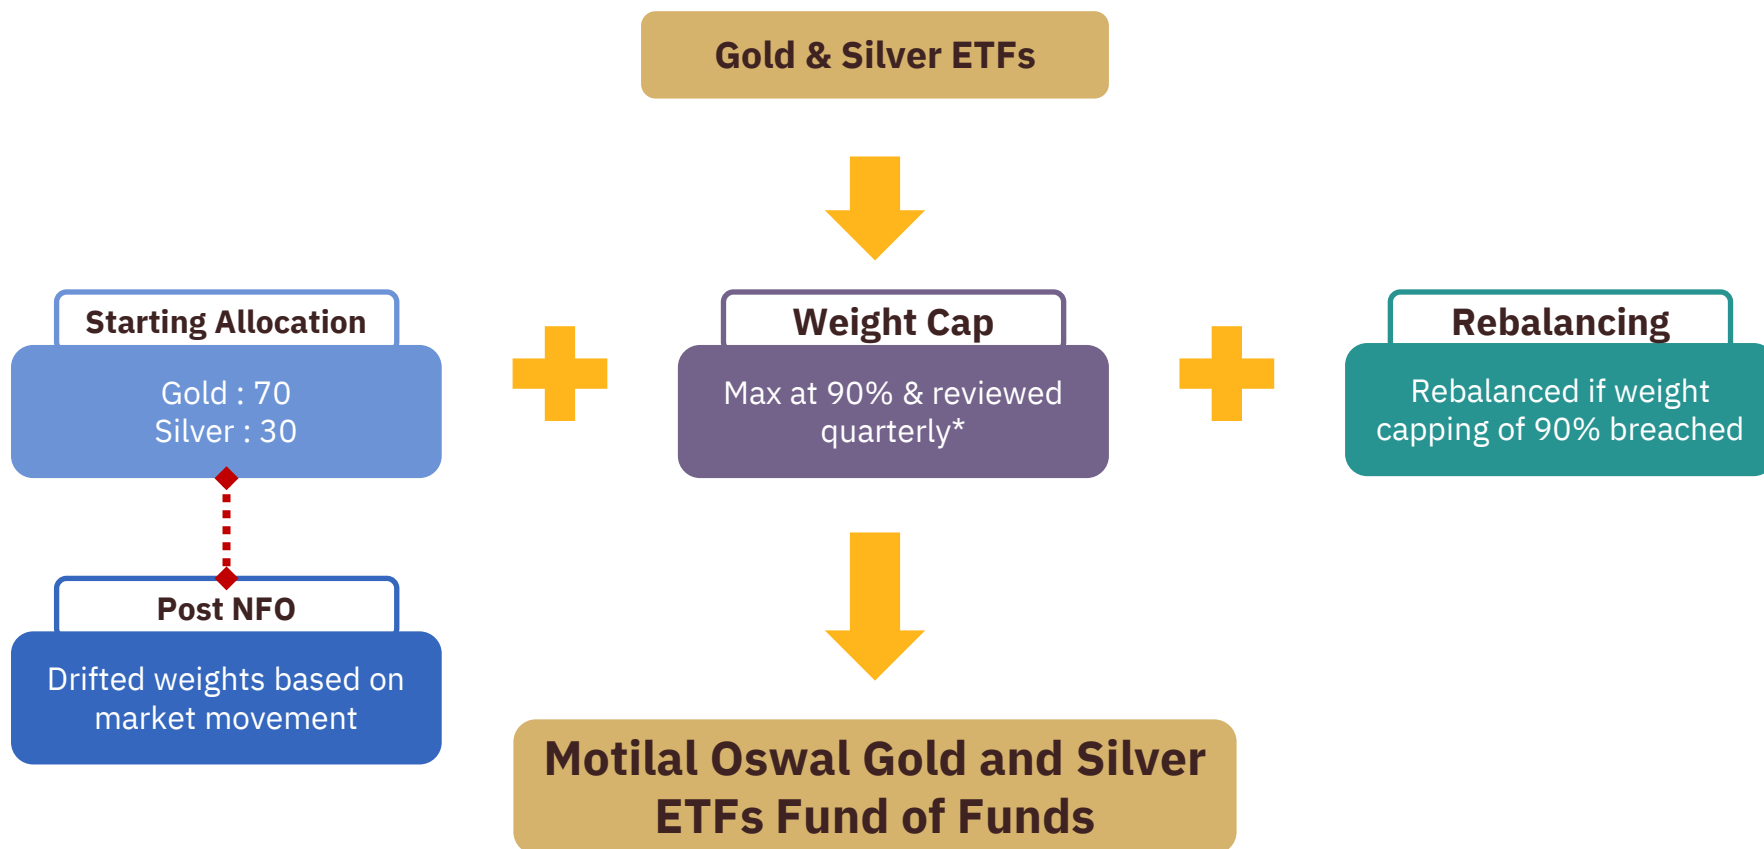 Gold & Silver ETFs
Starting Allocation
Gold : 70
Silver : 30
Weight Cap
Max at 90% & reviewed
quarterly*
Rebalancing
Rebalanced if weight
capping of 90% breached
Post NFO
Drifted weights based on
market movement
Motilal Oswal Gold and Silver
ETFs Fund of Funds